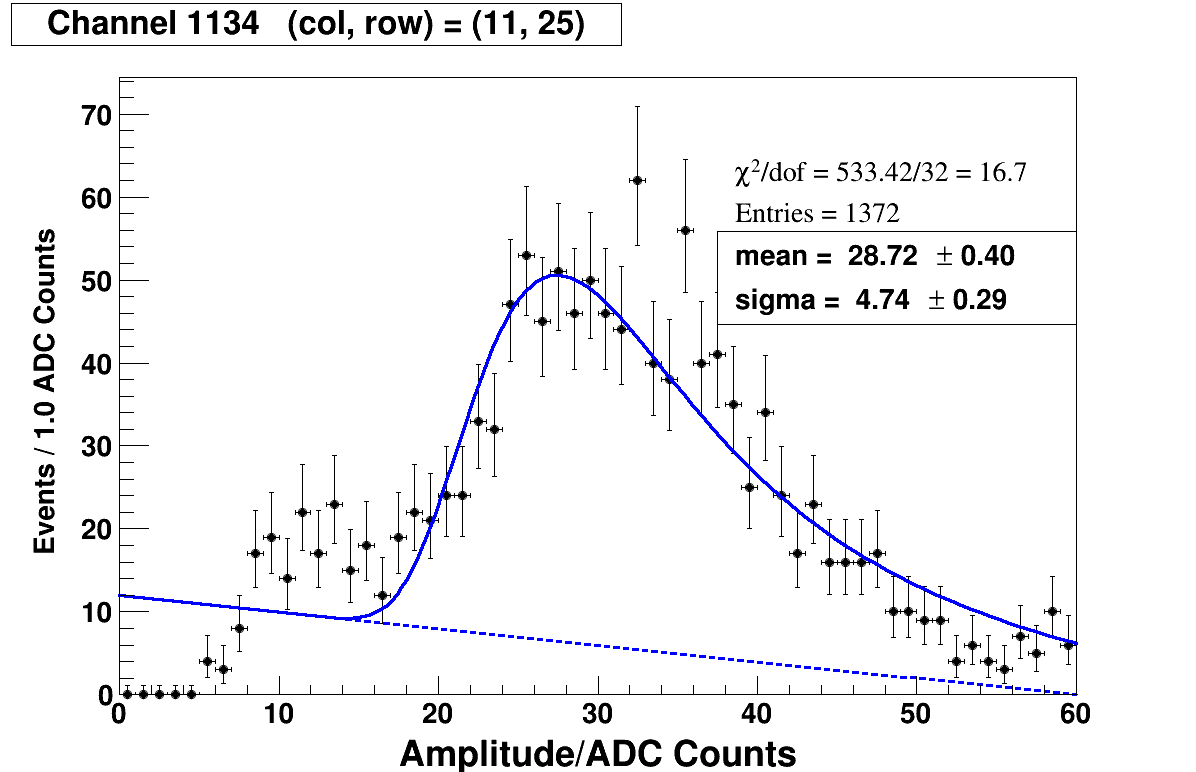 Channel 1134 (col, row) = (11, 25)
χ²/dof = 533.42/32 = 16.7
Entries = 1372
mean = 28.72 ± 0.40
sigma = 4.74 ± 0.29
Events / 1.0 ADC Counts
70
60
50
40
30
20
10
0
0 10 20 30 40 50 60
Amplitude/ADC Counts